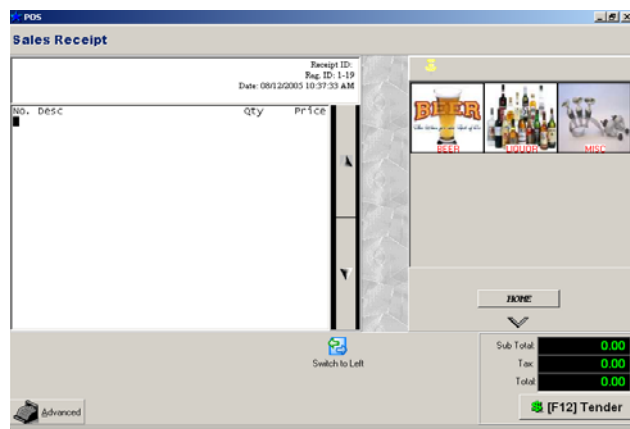 POS
Sales Receipt
Receipt ID:
Reg. ID: 1-19
Date: 08/12/2005 10:37:33 AM
No. Desc Qty Price
BEER
BEER LIQUOR MISC
HOME
Switch to Left
Sub Total: 0.00
Tax: 0.00
Total: 0.00
Advanced
[F12] Tender